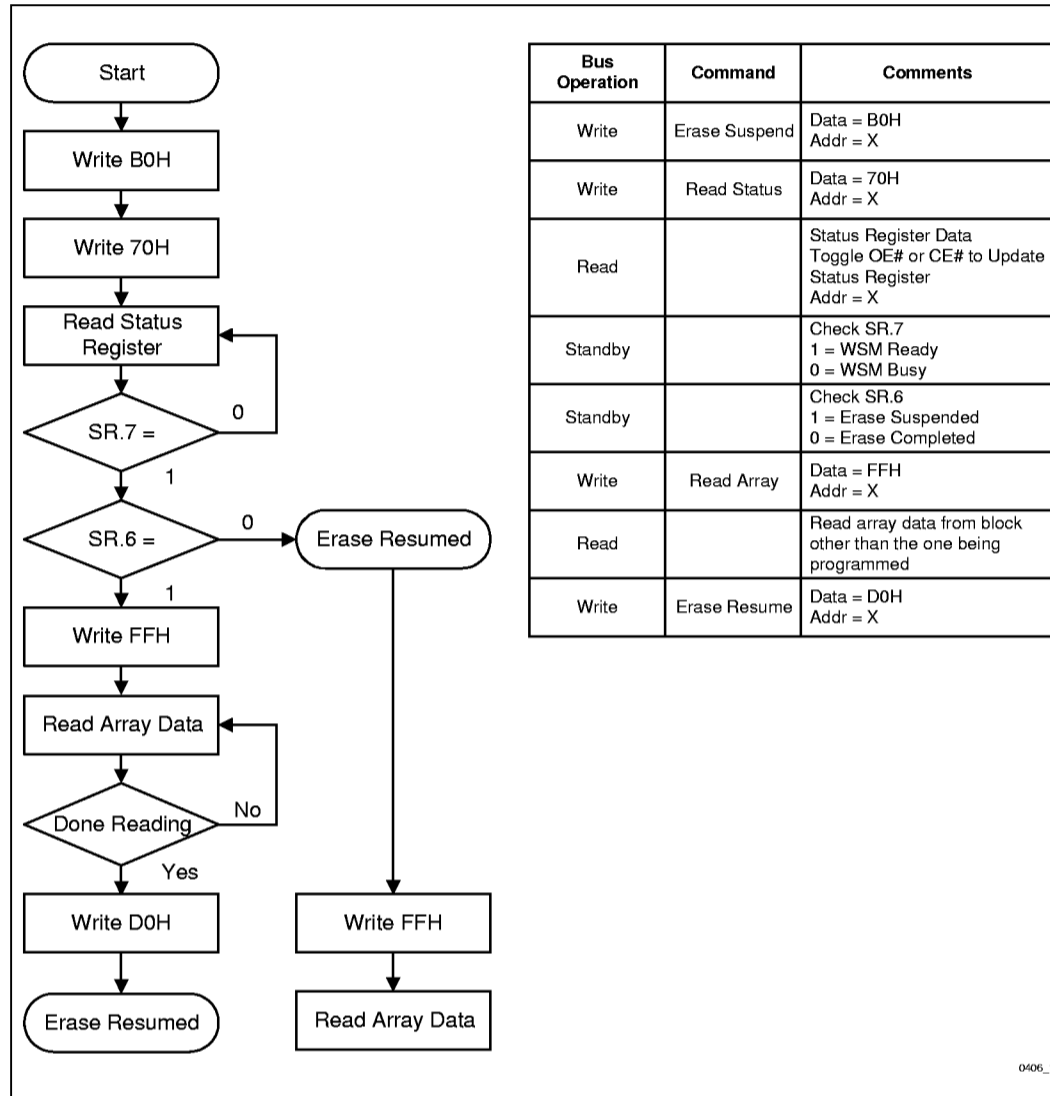 Start
Write B0H
Write 70H
Read Status
Register
0
SR.7 =
1
0
SR.6 =
Erase Resumed
1
Write FFH
Read Array Data
No
Done Reading
Yes
Write D0H
Write FFH
Erase Resumed
Read Array Data
Bus
Operation
Command
Comments
Write
Erase Suspend
Data = B0H
Addr = X
Write
Read Status
Data = 70H
Addr = X
Read
Status Register Data
Toggle OE# or CE# to Update
Status Register
Addr = X
Standby
Check SR.7
1 = WSM Ready
0 = WSM Busy
Standby
Check SR.6
1 = Erase Suspended
0 = Erase Completed
Write
Read Array
Data = FFH
Addr = X
Read
Read array data from block
other than the one being
programmed
Write
Erase Resume
Data = D0H
Addr = X
0406_